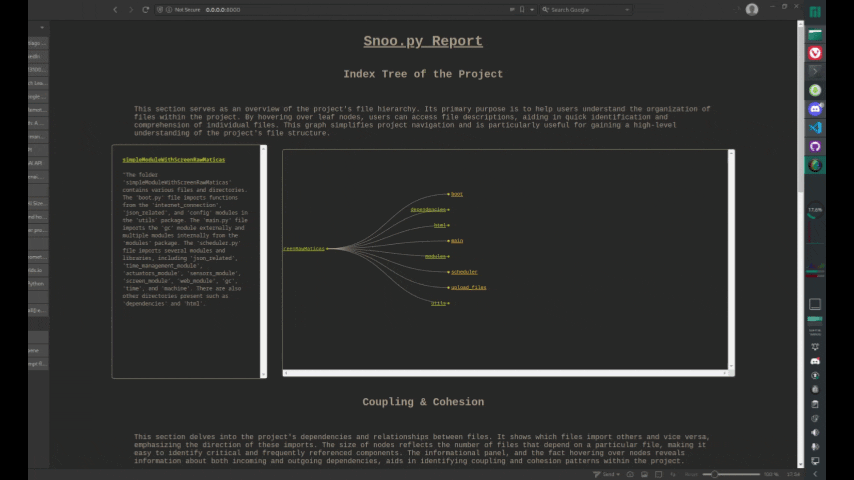 Not Secure 0.0.0.0:8000
Search Google
Snoo.py Report
Index Tree of the Project
This section serves as an overview of the project's file hierarchy. Its primary purpose is to help users understand the organization of
files within the project. By hovering over leaf nodes, users can access file descriptions, aiding in quick identification and
comprehension of individual files. This graph simplifies project navigation and is particularly useful for gaining a high-level
understanding of the project's file structure.
simpleModuleWithScreenRawMaticas
"The folder
'simpleModuleWithScreenRawMaticas'
contains various files and directories.
The 'boot.py' file imports functions
from the 'internet_connection',
'json_related', and 'config' modules in
the 'utils' package. The 'main.py' file
imports the 'gc' module externally and
multiple modules internally from the
'modules' package. The 'scheduler.py'
file imports several modules and
libraries, including 'json_related',
'time_management_module',
'actuators_module', 'sensors_module',
'screen_module', 'web_module', 'gc',
'time', and 'machine'. There are also
other directories present such as
'dependencies' and 'html'.
boot
dependencies
html
main
creenRawMaticas
modules
scheduler
upload_files
utils
Coupling & Cohesion
This section delves into the project's dependencies and relationships between files. It shows which files import others and vice versa,
emphasizing the direction of these imports. The size of nodes reflects the number of files that depend on a particular file, making it
easy to identify critical and frequently referenced components. The informational panel, and the fact hovering over nodes reveals
information about both incoming and outgoing dependencies, aids in identifying coupling and cohesion patterns within the project.